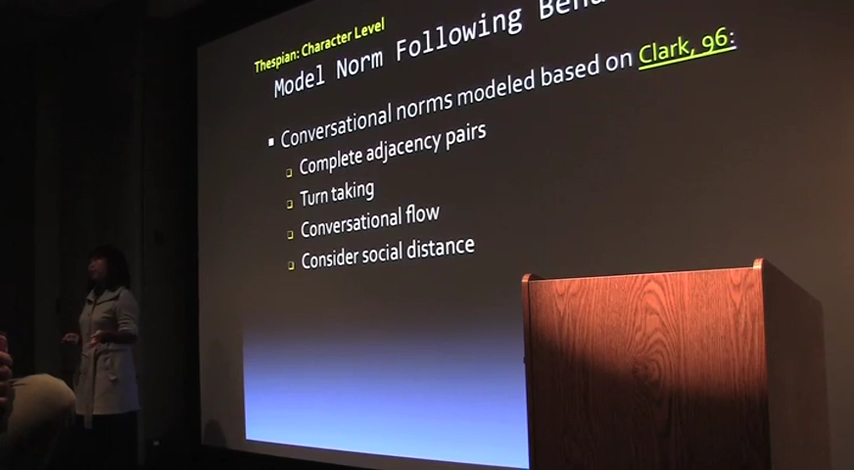 Thespian: Character Level
Model Norm Following
Conversational norms modeled based on Clark, 96:
Complete adjacency pairs
Turn taking
Conversational flow
Consider social distance